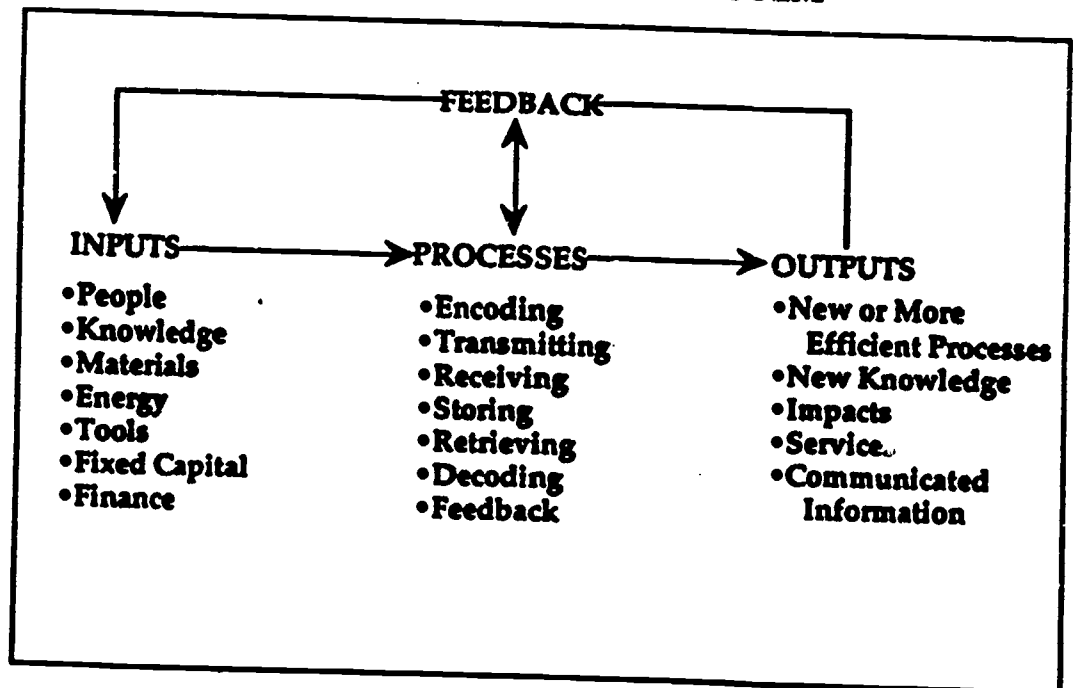 FEEDBACK
INPUTS
PROCESSES
OUTPUTS
•People
•Knowledge
•Materials
•Energy
•Tools
•Fixed Capital
•Finance
•Encoding
•Transmitting
•Receiving
•Storing
•Retrieving
•Decoding
•Feedback
•New or More
Efficient Processes
•New Knowledge
•Impacts
•Communicated
Information